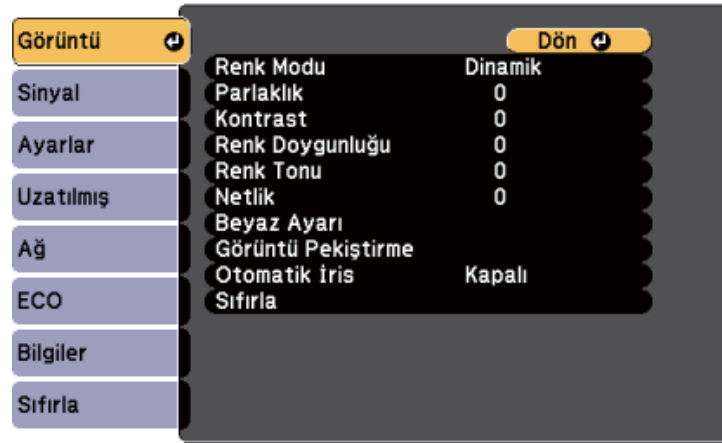 Görüntü
Sinyal
Ayarlar
Uzatılmış
Ağ
ECO
Bilgiler
Sıfırla
Dön
Renk Modu Dinamik
Parlaklık 0
Kontrast 0
Renk Doygunluğu 0
Renk Tonu 0
Netlik 0
Beyaz Ayarı
Görüntü Pekiştirme
Otomatik İris Kapalı
Sıfırla